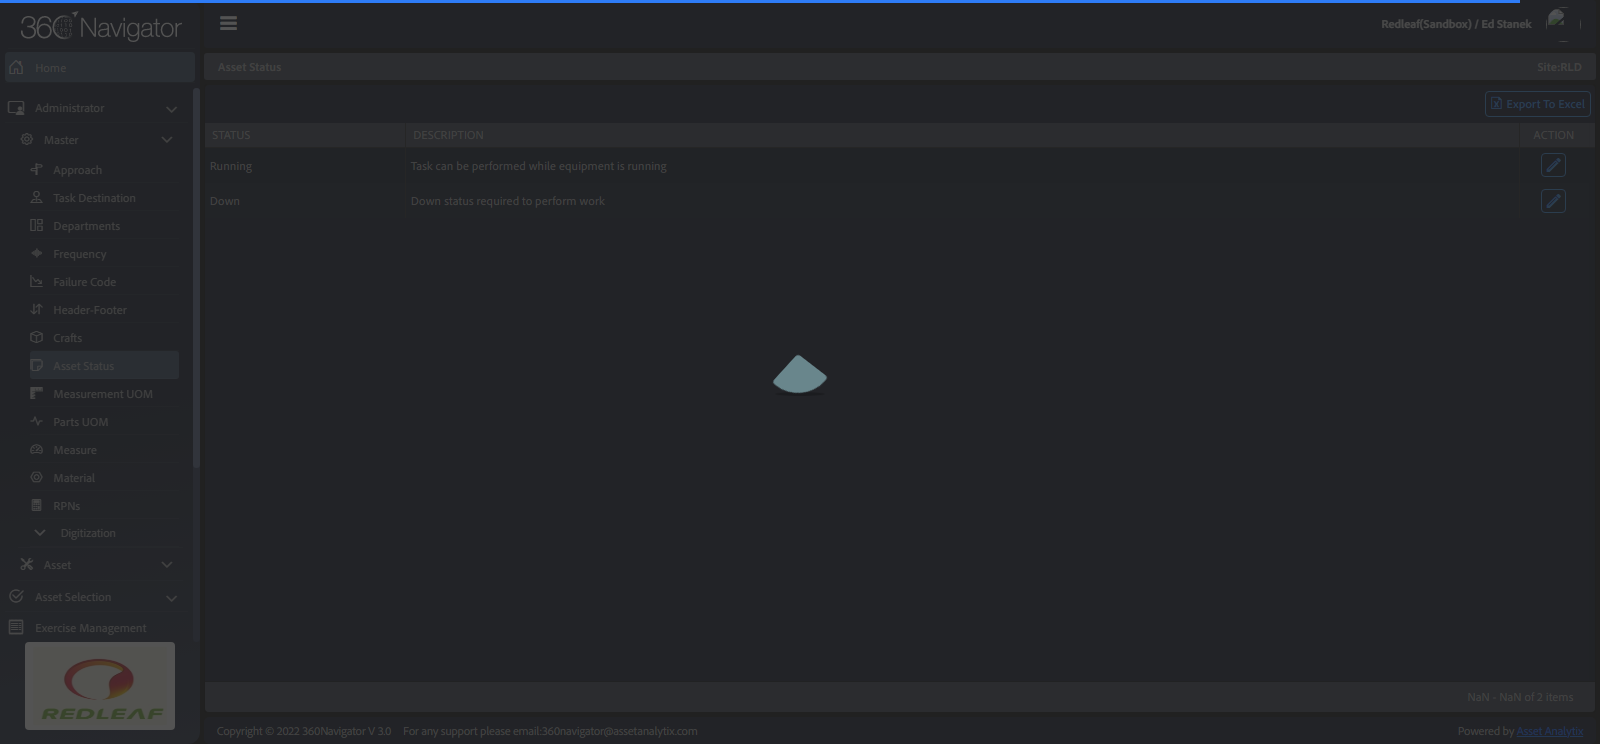 360 Navigator
Redleaf(Sandbox) / Ed Stanek
Home
Asset Status
Site:RLD
Administrator
Export To Excel
Master
STATUS DESCRIPTION ACTION
Approach
Running Task can be performed while equipment is running
Task Destination
Down Down status required to perform work
Departments
Frequency
Failure Code
Header-Footer
Crafts
Asset Status
Measurement UOM
Parts UOM
Measure
Material
RPNs
Digitization
Asset
Asset Selection
Exercise Management
REDLEAF
NaN - NaN of 2 items
Copyright © 2022 360Navigator V 3.0 For any support please email:360navigator@assetanalytix.com
Powered by Asset Analytix